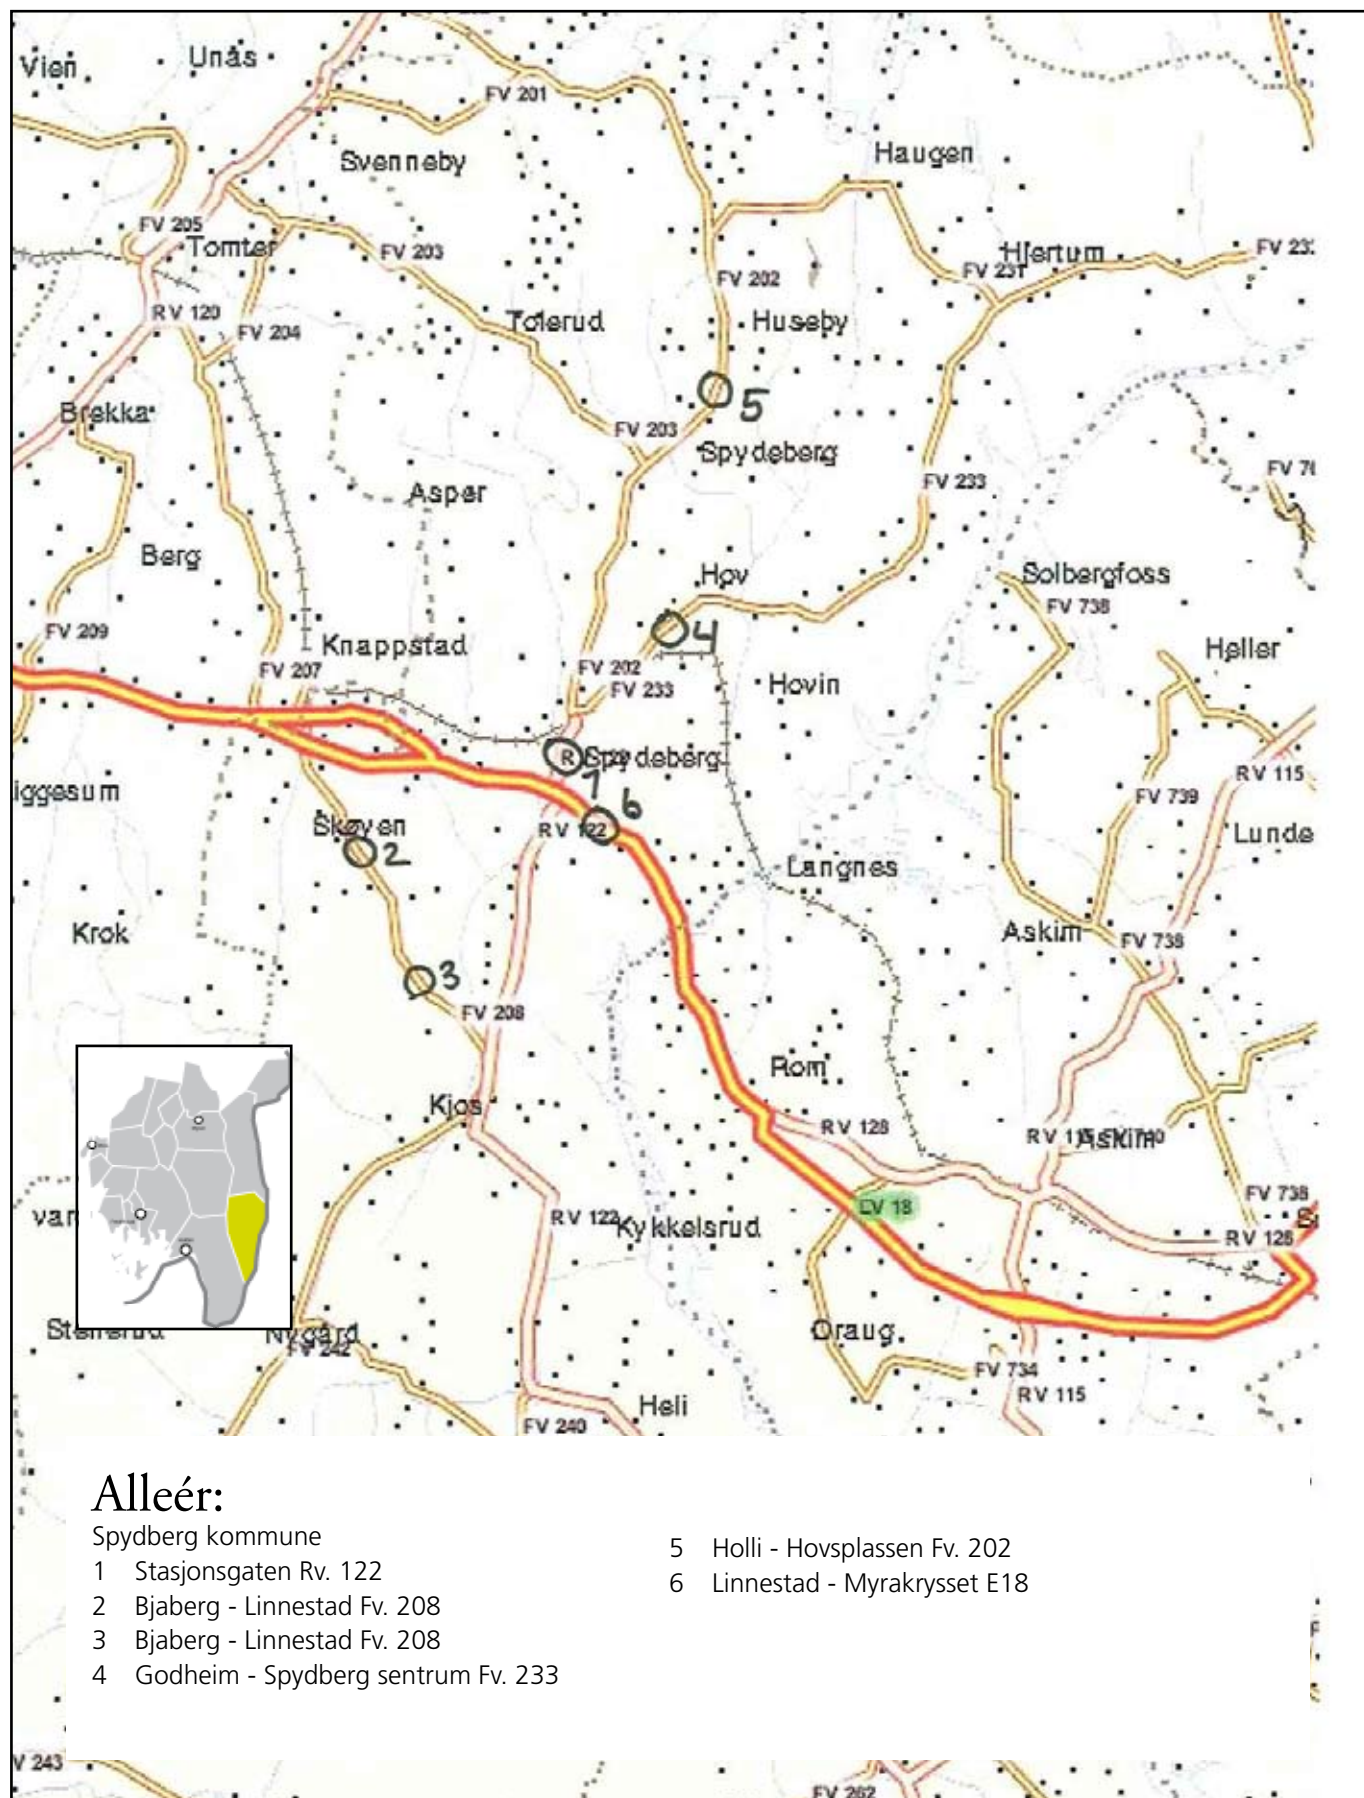 Vien
Unås
FV 201
Svenneby
Haugen
FV 205
Tomter
FV 203
FV 202
FV 231
Hjertum
FV 23
RV 120
FV 204
Tolerud
Huseby
5
Brekka
FV 203
Spydeberg
FV 233
Asper
Berg
Hov
Solbergfoss
FV 738
FV 209
4
Knappstad
FV 207
FV 202
FV 233
Hovin
Heller
Spydeberg
1
iggesum
6
RV 115
FV 739
Skøyen
2
RV 122
Lunde
Langnes
Krok
Askim
FV 738
3
FV 208
Rom
Kjos
RV 128
Askim
RV 122
Kykkelsrud
EV 18
FV 738
RV 128
Nygård
FV 242
Draug
FV 734
RV 115
Heli
FV 240
Alleér:
Spydberg kommune
1 Stasjonsgaten Rv. 122
2 Bjaberg - Linnestad Fv. 208
3 Bjaberg - Linnestad Fv. 208
4 Godheim - Spydberg sentrum Fv. 233
5 Holli - Hovsplassen Fv. 202
6 Linnestad - Myrakrysset E18
V 243
FV 262